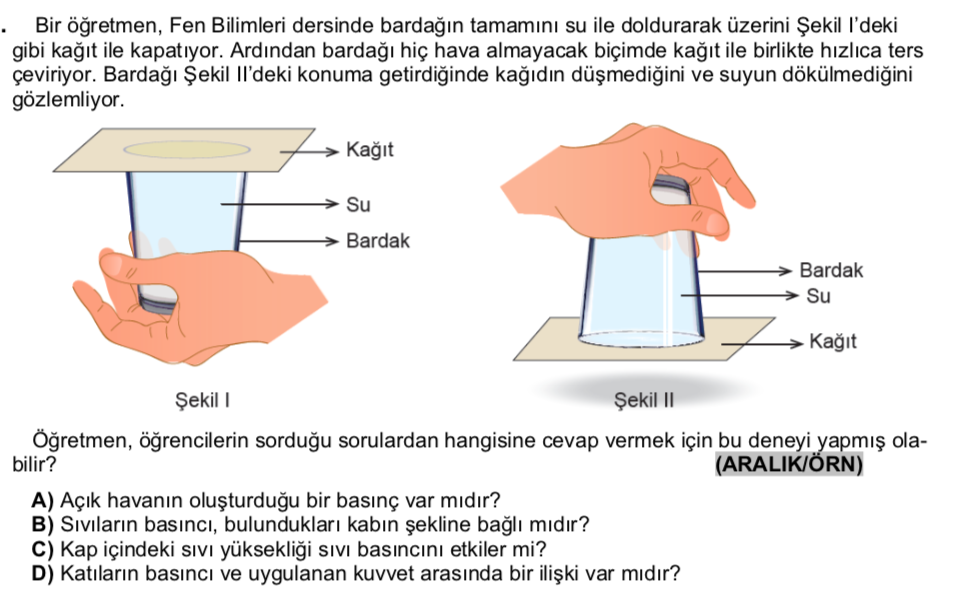 . Bir öğretmen, Fen Bilimleri dersinde bardağın tamamını su ile doldurarak üzerini Şekil I'deki
gibi kağıt ile kapatıyor. Ardından bardağı hiç hava almayacak biçimde kağıt ile birlikte hızlıca ters
çeviriyor. Bardağı Şekil II'deki konuma getirdiğinde kağıdın düşmediğini ve suyun dökülmediğini
gözlemliyor.
Kağıt
Su
Bardak
Şekil I
Bardak
Su
Kağıt
Şekil II
Öğretmen, öğrencilerin sorduğu sorulardan hangisine cevap vermek için bu deneyi yapmış ola-
bilir? (ARALIK/ÖRN)
A) Açık havanın oluşturduğu bir basınç var mıdır?
B) Sıvıların basıncı, bulundukları kabın şekline bağlı mıdır?
C) Kap içindeki sıvı yüksekliği sıvı basıncını etkiler mi?
D) Katıların basıncı ve uygulanan kuvvet arasında bir ilişki var mıdır?